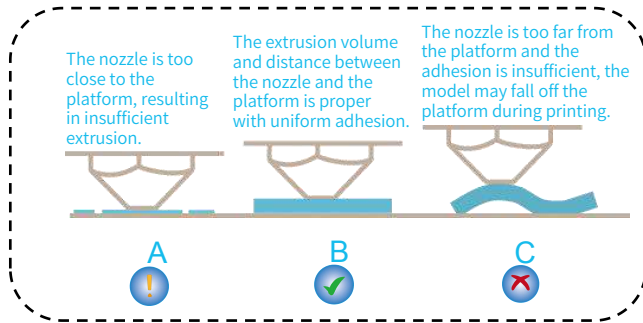 The nozzle is too
close to the
platform, resulting
in insufficient
extrusion.
The extrusion volume
and distance between
the nozzle and the
platform is proper
with uniform adhesion.
The nozzle is too far from
the platform and the
adhesion is insufficient, the
model may fall off the
platform during printing.
A
B
C